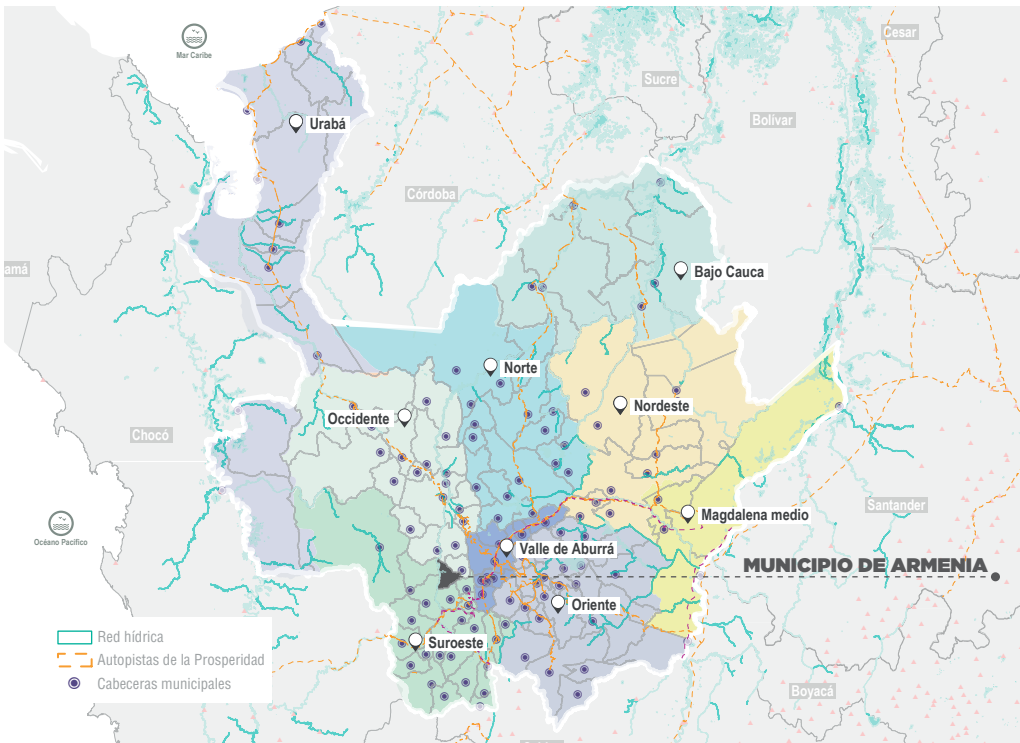 Mar Caribe
Cesar
Sucre
Bolívar
Urabá
Córdoba
amá
Bajo Cauca
Norte
Nordeste
Occidente
Chocó
Santander
Magdalena medio
Océano Pacífico
Valle de Aburrá
MUNICIPIO DE ARMENIA
Oriente
Suroeste
Red hídrica
Autopistas de la Prosperidad
Cabeceras municipales
Boyacá